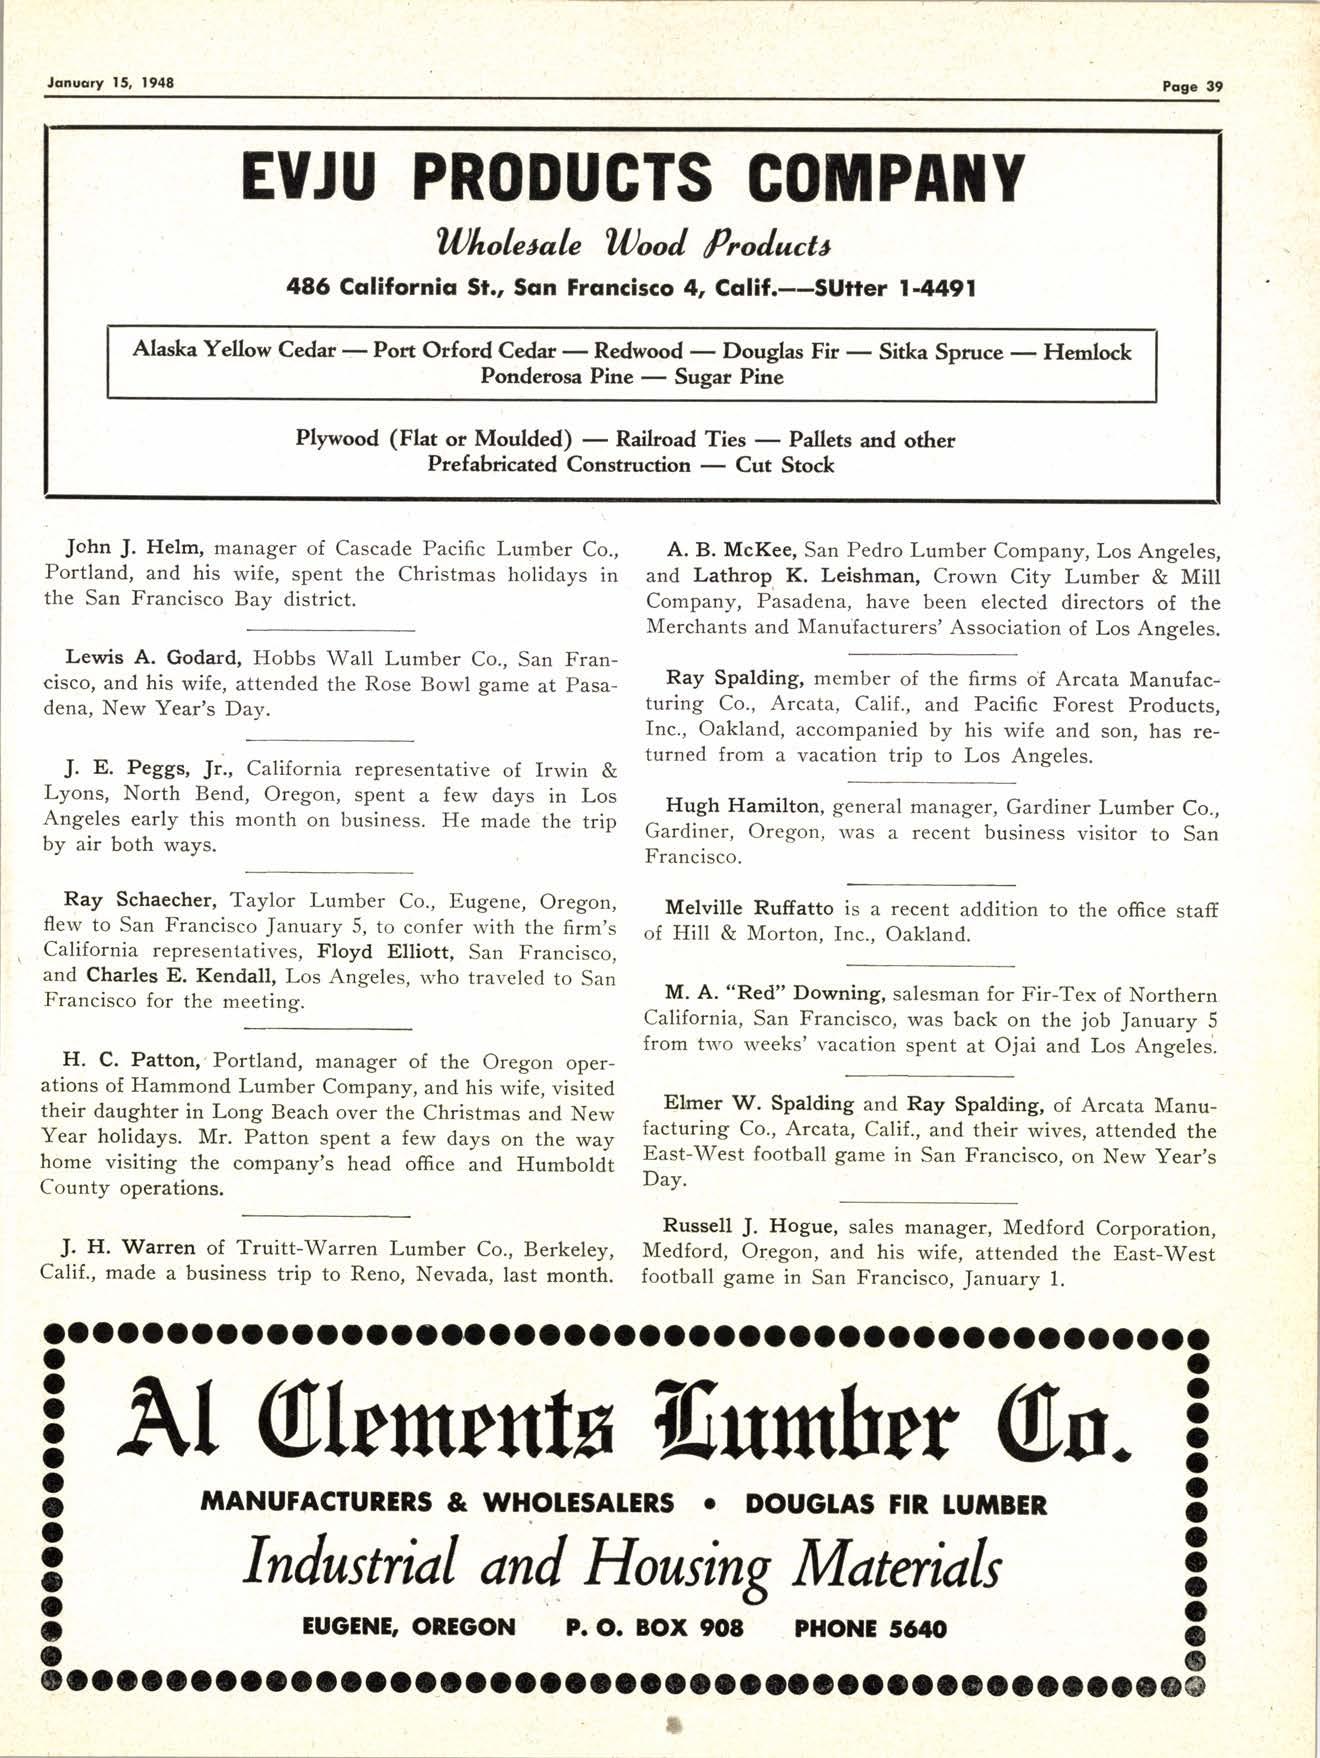 January 15, 1948
Page 39
EVJU PRODUCTS COMPANY
Wholesale Wood Products
486 California St., San Francisco 4, Calif.——SUtter 1-4491
Alaska Yellow Cedar — Port Orford Cedar — Redwood — Douglas Fir — Sitka Spruce — Hemlock
Ponderosa Pine — Sugar Pine
Plywood (Flat or Moulded) — Railroad Ties — Pallets and other
Prefabricated Construction — Cut Stock
John J. Helm, manager of Cascade Pacific Lumber Co.,
Portland, and his wife, spent the Christmas holidays in
the San Francisco Bay district.
Lewis A. Godard, Hobbs Wall Lumber Co., San Fran-
cisco, and his wife, attended the Rose Bowl game at Pasa-
dena, New Year's Day.
J. E. Peggs, Jr., California representative of Irwin &
Lyons, North Bend, Oregon, spent a few days in Los
Angeles early this month on business. He made the trip
by air both ways.
Ray Schaecher, Taylor Lumber Co., Eugene, Oregon,
flew to San Francisco January 5, to confer with the firm's
California representatives, Floyd Elliott, San Francisco,
and Charles E. Kendall, Los Angeles, who traveled to San
Francisco for the meeting.
H. C. Patton, Portland, manager of the Oregon oper-
ations of Hammond Lumber Company, and his wife, visited
their daughter in Long Beach over the Christmas and New
Year holidays. Mr. Patton spent a few days on the way
home visiting the company's head office and Humboldt
County operations.
J. H. Warren of Truitt-Warren Lumber Co., Berkeley,
Calif., made a business trip to Reno, Nevada, last month.
A. B. McKee, San Pedro Lumber Company, Los Angeles,
and Lathrop K. Leishman, Crown City Lumber & Mill
Company, Pasadena, have been elected directors of the
Merchants and Manufacturers' Association of Los Angeles.
Ray Spalding, member of the firms of Arcata Manufac-
turing Co., Arcata, Calif., and Pacific Forest Products,
Inc., Oakland, accompanied by his wife and son, has re-
turned from a vacation trip to Los Angeles.
Hugh Hamilton, general manager, Gardiner Lumber Co.,
Gardiner, Oregon, was a recent business visitor to San
Francisco.
Melville Ruffatto is a recent addition to the office staff
of Hill & Morton, Inc., Oakland.
M. A. "Red" Downing, salesman for Fir-Tex of Northern
California, San Francisco, was back on the job January 5
from two weeks' vacation spent at Ojai and Los Angeles.
Elmer W. Spalding and Ray Spalding, of Arcata Manu-
facturing Co., Arcata, Calif., and their wives, attended the
East-West football game in San Francisco, on New Year's
Day.
Russell J. Hogue, sales manager, Medford Corporation,
Medford, Oregon, and his wife, attended the East-West
football game in San Francisco, January 1.
Al Clements Lumber Co.
MANUFACTURERS & WHOLESALERS • DOUGLAS FIR LUMBER
Industrial and Housing Materials
EUGENE, OREGON P. O. BOX 908 PHONE 5640